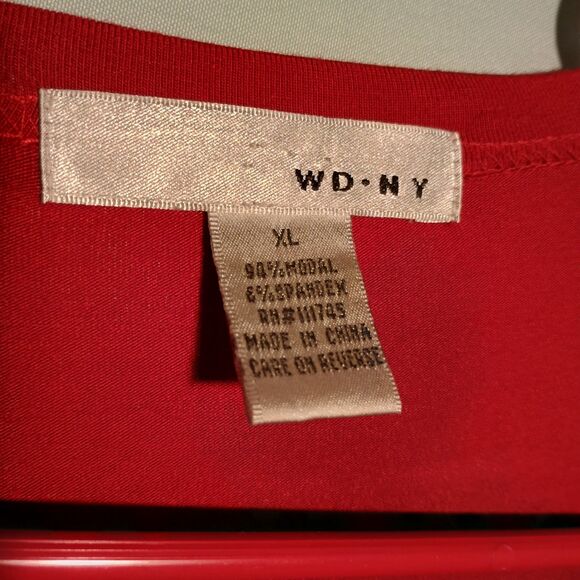 WD•NY
XL
94% MODAL
6% SPANDEX
RN#111745
MADE IN CHINA
CARE ON REVERSE